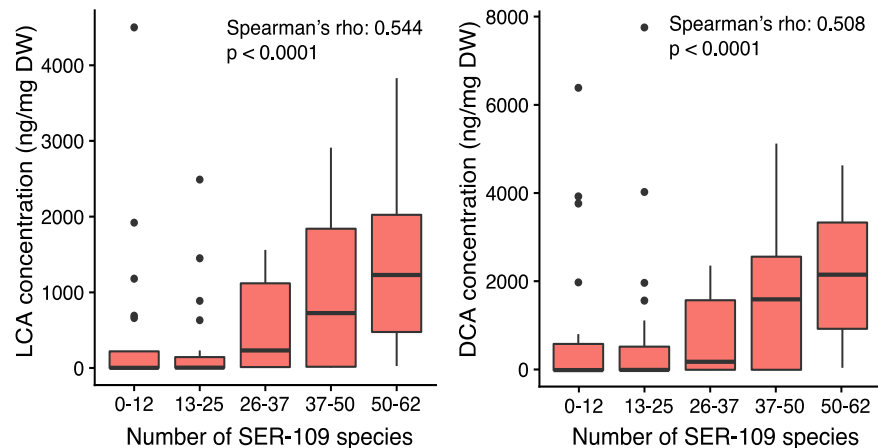 Spearman's rho: 0.544
p < 0.0001
LCA concentration (ng/mg DW)
4000
3000
2000
1000
0
0-12 13-25 26-37 37-50 50-62
Number of SER-109 species
Spearman's rho: 0.508
p < 0.0001
DCA concentration (ng/mg DW)
8000
6000
4000
2000
0
0-12 13-25 26-37 37-50 50-62
Number of SER-109 species